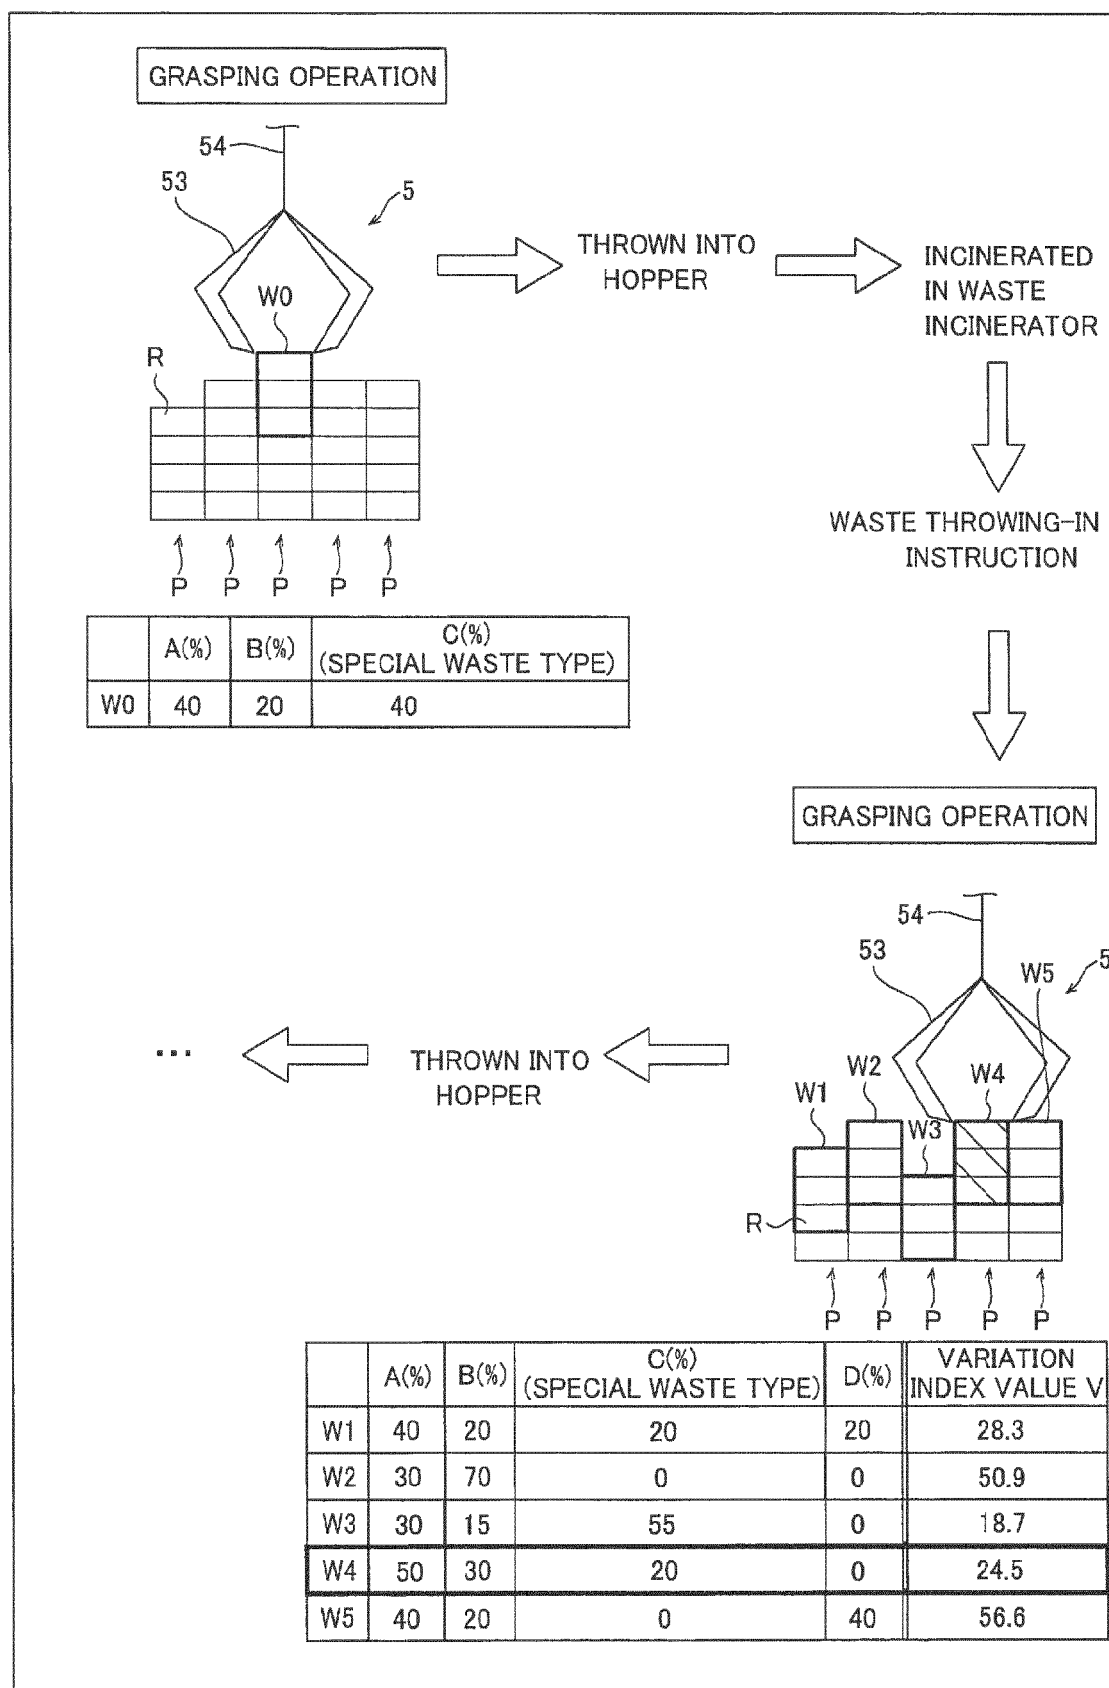 GRASPING OPERATION
54
53
5
W0
R
THROWN INTO
HOPPER
INCINERATED
IN WASTE
INCINERATOR
P P P P P
WASTE THROWING-IN
INSTRUCTION
A(%) B(%) C(%)
(SPECIAL WASTE TYPE)
W0 40 20 40
GRASPING OPERATION
54
53
5
W5
W4
W2
W1
W3
R
...
THROWN INTO
HOPPER
P P P P P
A(%) B(%) C(%)
(SPECIAL WASTE TYPE) D(%) VARIATION
INDEX VALUE V
W1 40 20 20 20 28.3
W2 30 70 0 0 50.9
W3 30 15 55 0 18.7
W4 50 30 20 0 24.5
W5 40 20 0 40 56.6